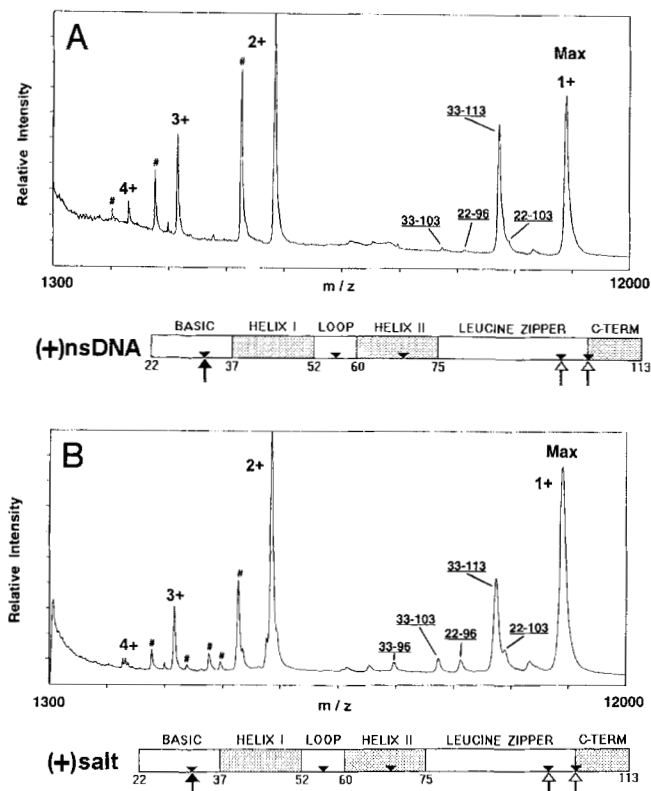 A
Relative Intensity
#
4+
#
3+
#
2+
33-103
22-96
33-113
22-103
Max
1+
1300
m / z
12000
(+)nsDNA
BASIC HELIX I LOOP HELIX II LEUCINE ZIPPER C-TERM
22 37 52 60 75 103 113
B
Relative Intensity
4+
#
3+
#
#
#
#
2+
33-96
33-103
22-96
33-113
22-103
Max
1+
1300
m / z
12000
(+)salt
BASIC HELIX I LOOP HELIX II LEUCINE ZIPPER C-TERM
22 37 52 60 75 113